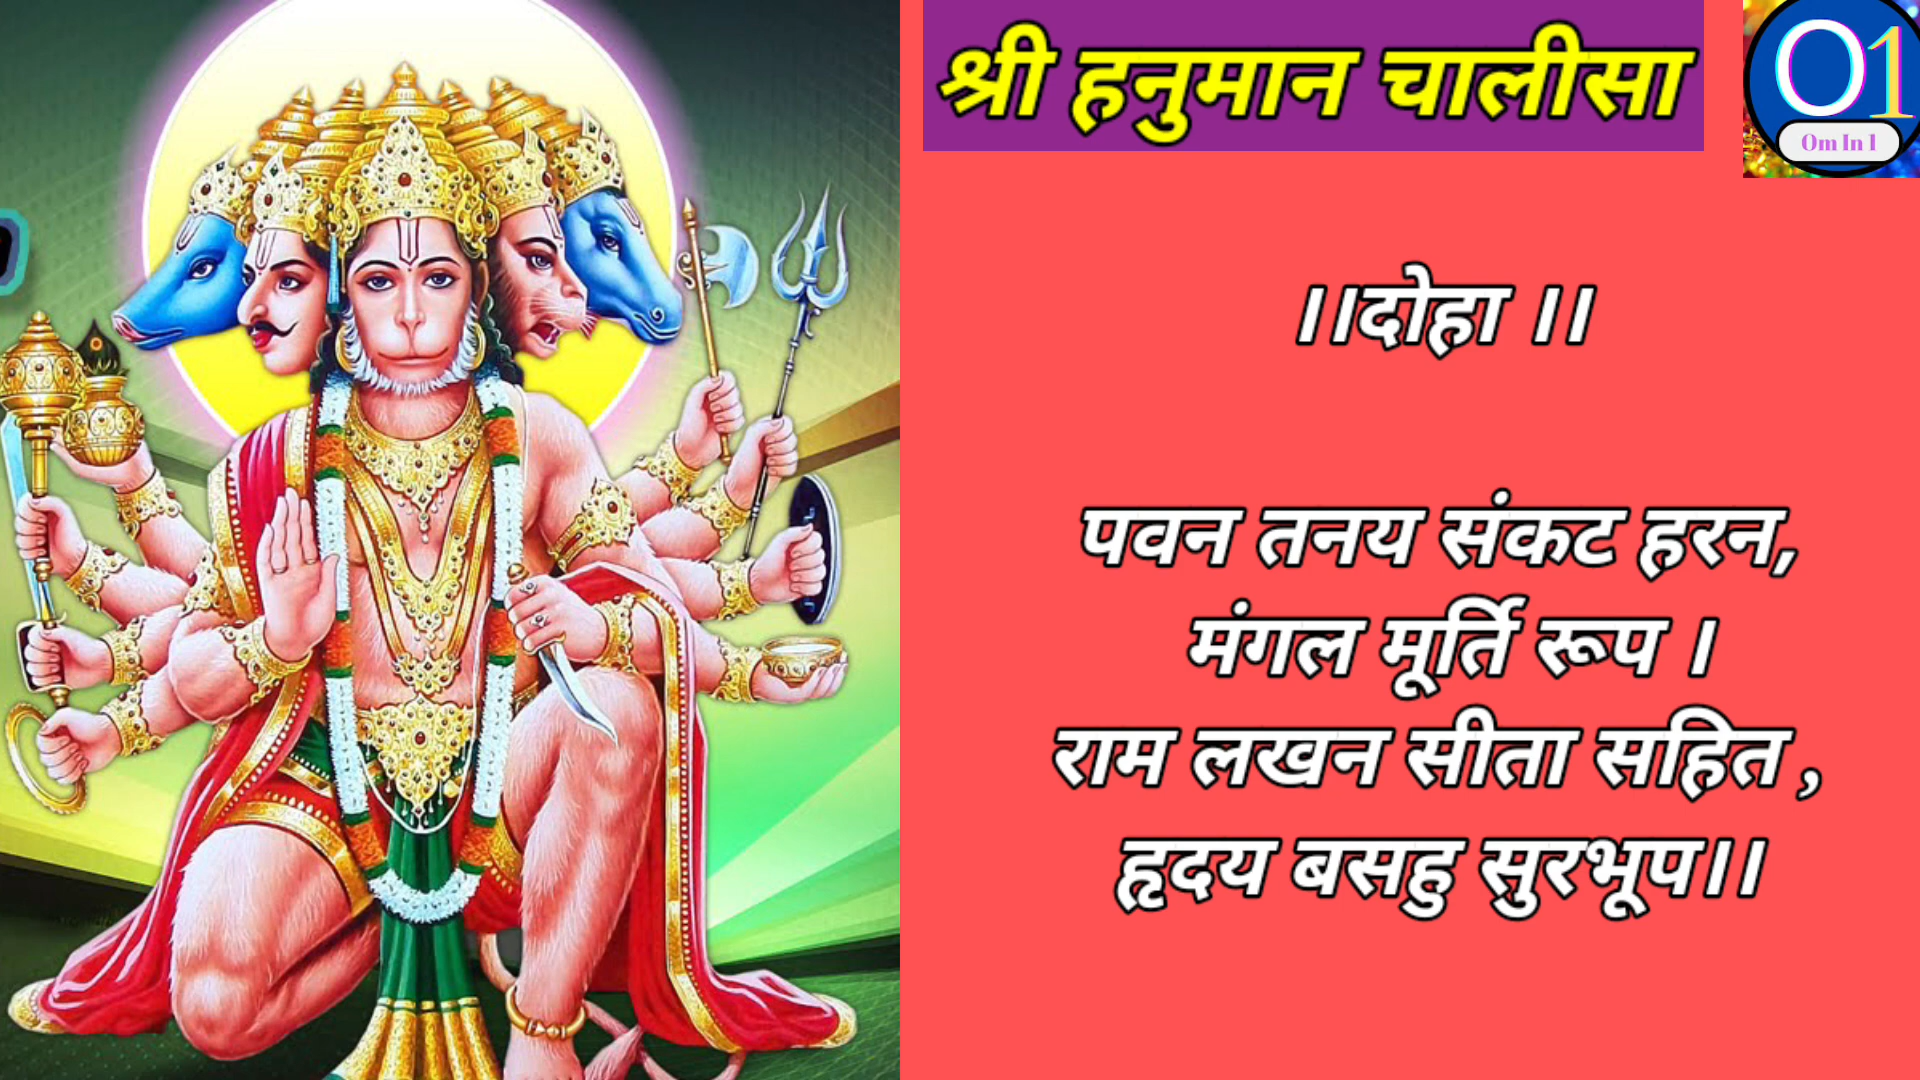 श्री हनुमान चालीसा
01
Om In 1
।।दोहा ।।
पवन तनय संकट हरन,
मंगल मूर्ति रूप ।
राम लखन सीता सहित ,
हृदय बसहु सुरभूप।।